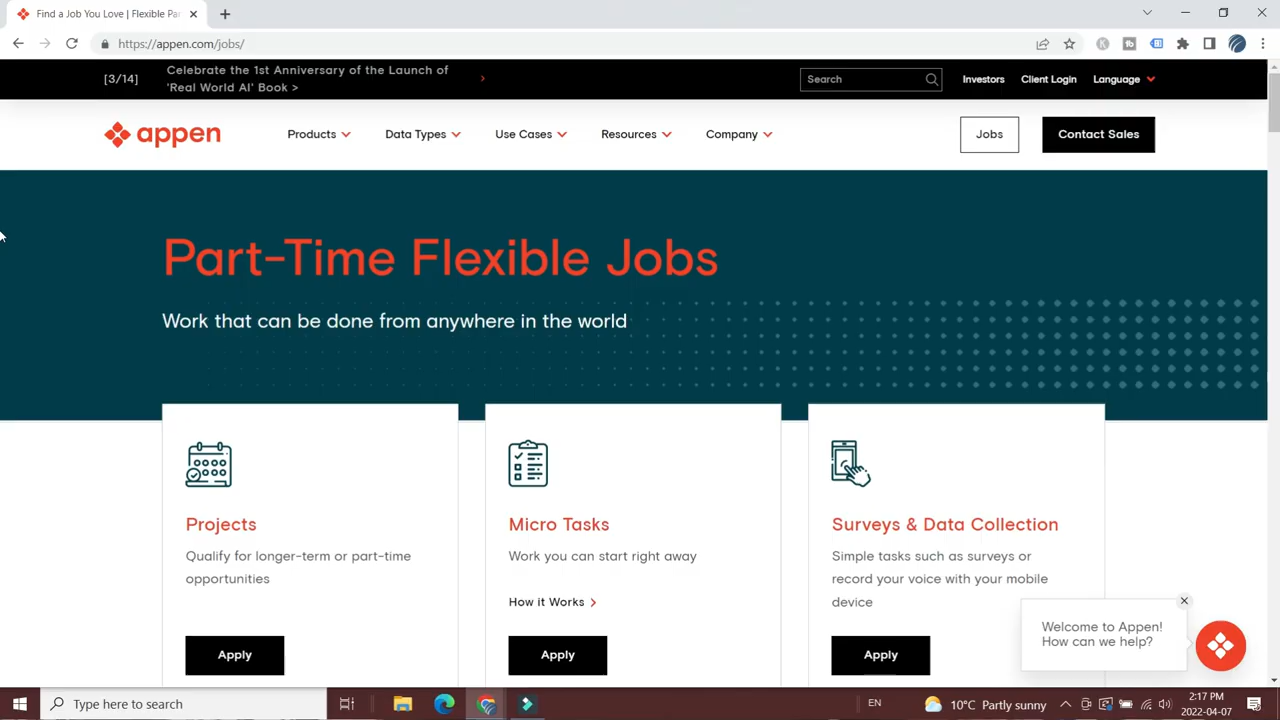 Find a Job You Love | Flexible Par
https://appen.com/jobs/
[3/14]
Celebrate the 1st Anniversary of the Launch of
'Real World AI' Book >
Search
Investors
Client Login
Language
appen
Products
Data Types
Use Cases
Resources
Company
Jobs
Contact Sales
Part-Time Flexible Jobs
Work that can be done from anywhere in the world
Projects
Qualify for longer-term or part-time
opportunities
Apply
Micro Tasks
Work you can start right away
How it Works
Apply
Surveys & Data Collection
Simple tasks such as surveys or
record your voice with your mobile
device
Apply
Welcome to Appen!
How can we help?
Type here to search
EN
10°C Partly sunny
2:17 PM
2022-04-07